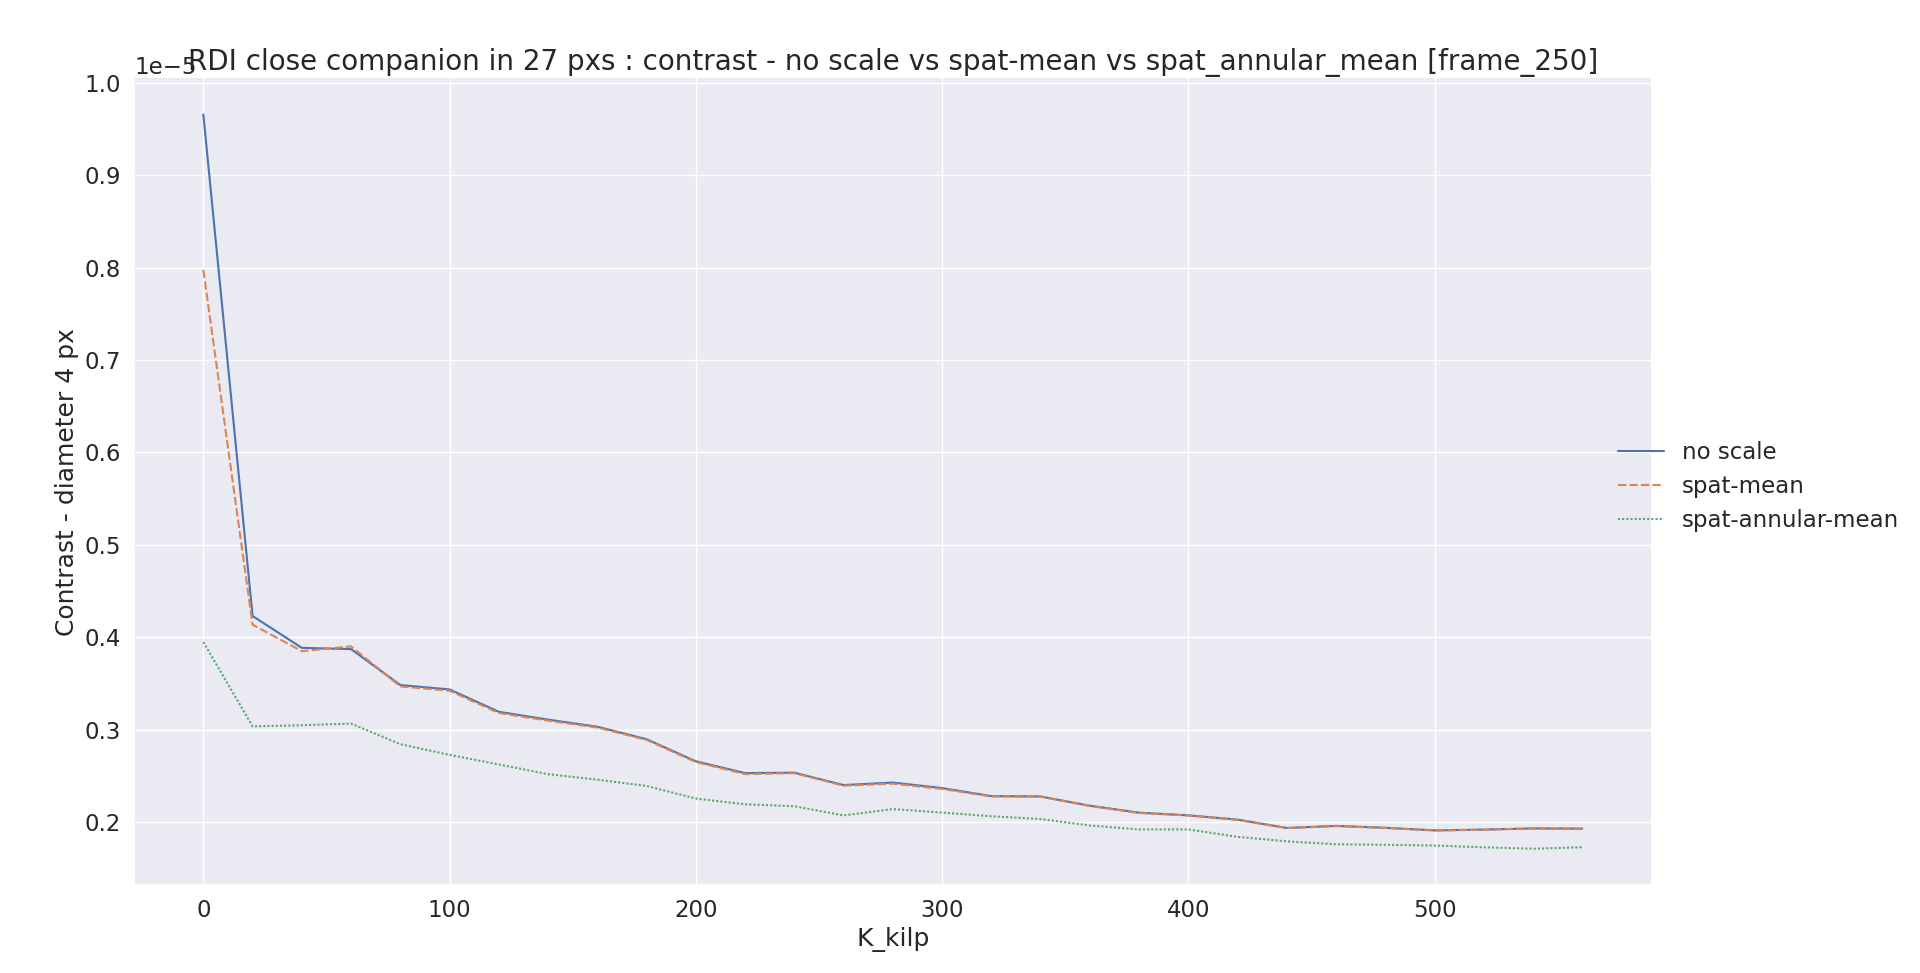 RDI close companion in 27 pxs : contrast - no scale vs spat-mean vs spat_annular_mean [frame_250]
1e−5
1.0
0.9
0.8
0.7
0.6
0.5
0.4
0.3
0.2
Contrast - diameter 4 px
0 100 200 300 400 500
K_kilp
no scale
spat-mean
spat-annular-mean